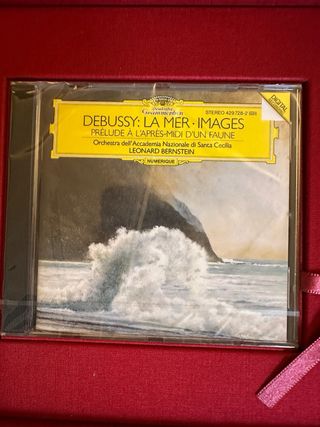 Deutsche
Grammophon
STEREO 429 728-2 GH
DIGITAL
DEBUSSY: LA MER · IMAGES
PRÉLUDE À L'APRÈS-MIDI D'UN FAUNE
Orchestra dell'Accademia Nazionale di Santa Cecilia
LEONARD BERNSTEIN
NUMERIQUE